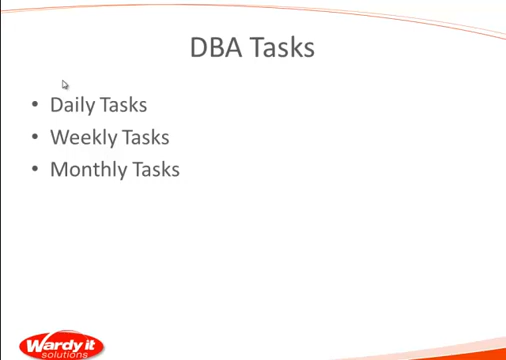 DBA Tasks
• Daily Tasks
• Weekly Tasks
• Monthly Tasks
Wardy it
solutions